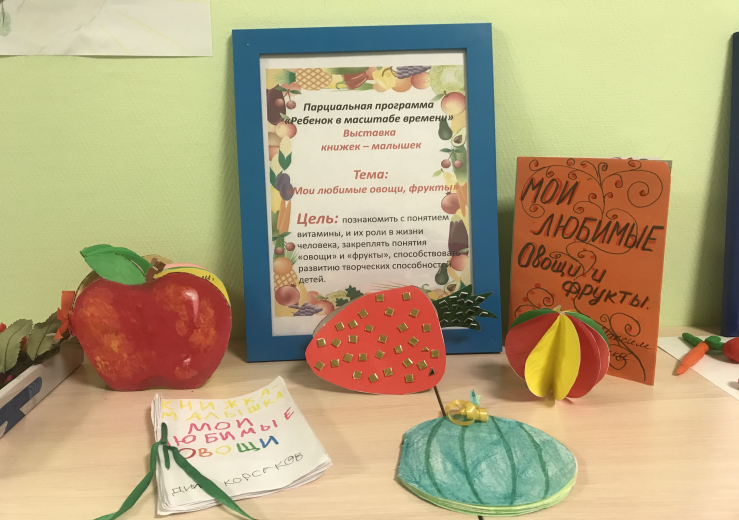 Парциальная программа
«Ребенок в масштабе времени»
Выставка
книжек – малышек
Тема:
Мои любимые овощи, фрукты»
Цель: познакомить с понятием
витамины, и их роли в жизни
человека, закреплять понятия
«овощи» и «фрукты», способствовать
развитию творческих способностей
детей.
МОИ
ЛЮБИМЫЕ
Овощи и
фрукты.
КНИЖКА
МАЛЫШКА
МОИ
ЛЮБИМЫЕ
ОВОЩИ
КОРСАКОВ